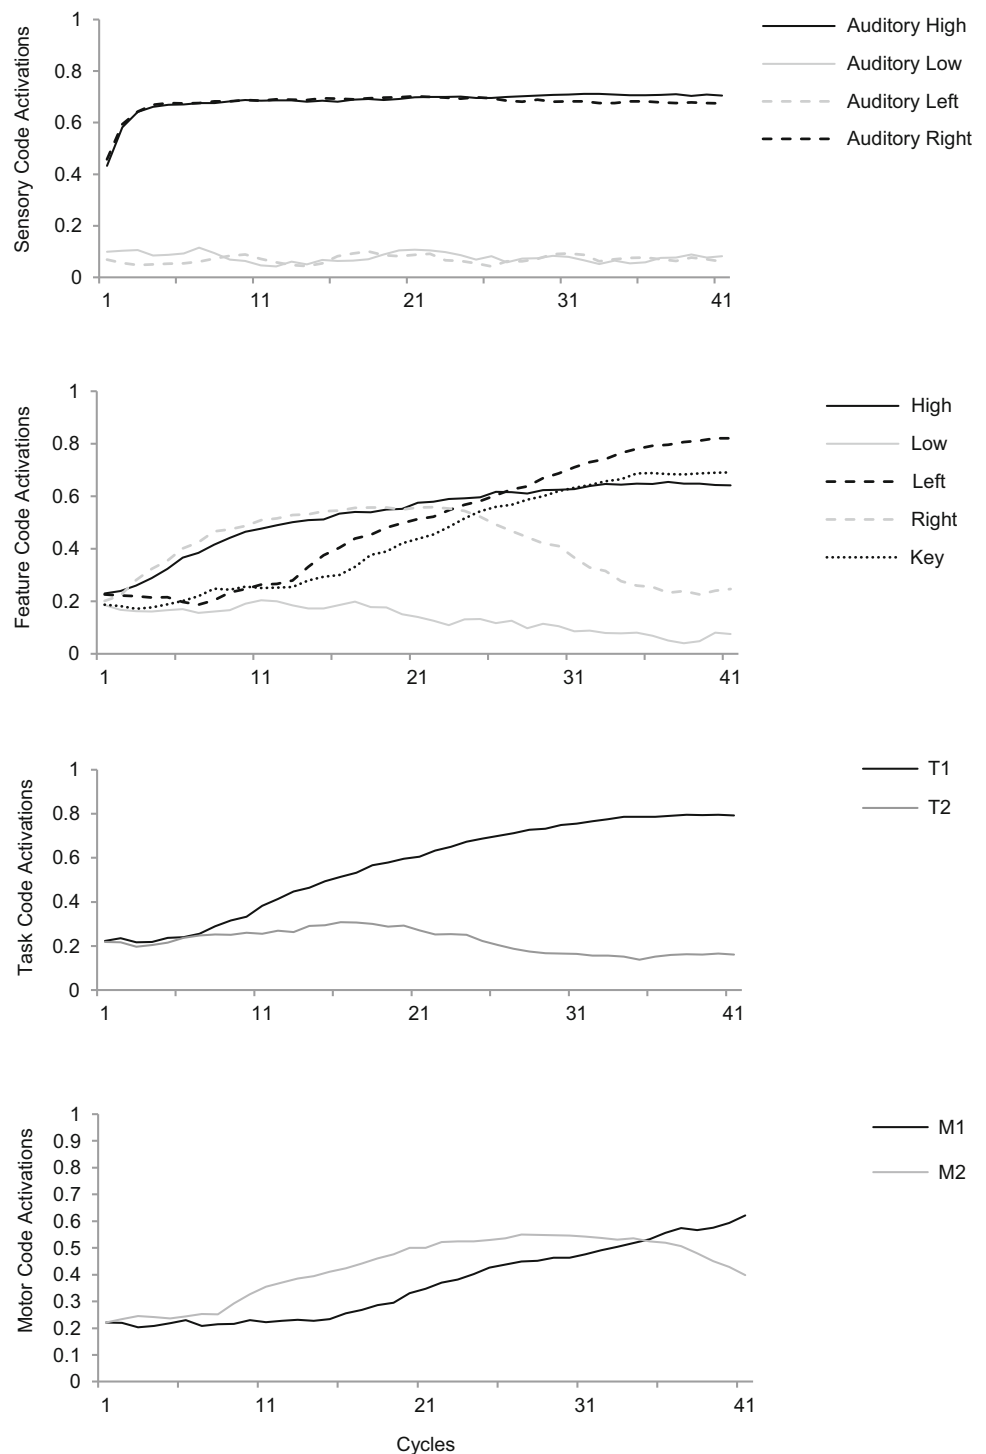 Sensory Code Activations
1
0.8
0.6
0.4
0.2
0
1 11 21 31 41
Auditory High
Auditory Low
Auditory Left
Auditory Right
Feature Code Activations
1
0.8
0.6
0.4
0.2
0
1 11 21 31 41
High
Low
Left
Right
Key
Task Code Activations
1
0.8
0.6
0.4
0.2
0
1 11 21 31 41
T1
T2
Motor Code Activations
1
0.9
0.8
0.7
0.6
0.5
0.4
0.3
0.2
0.1
0
1 11 21 31 41
Cycles
M1
M2